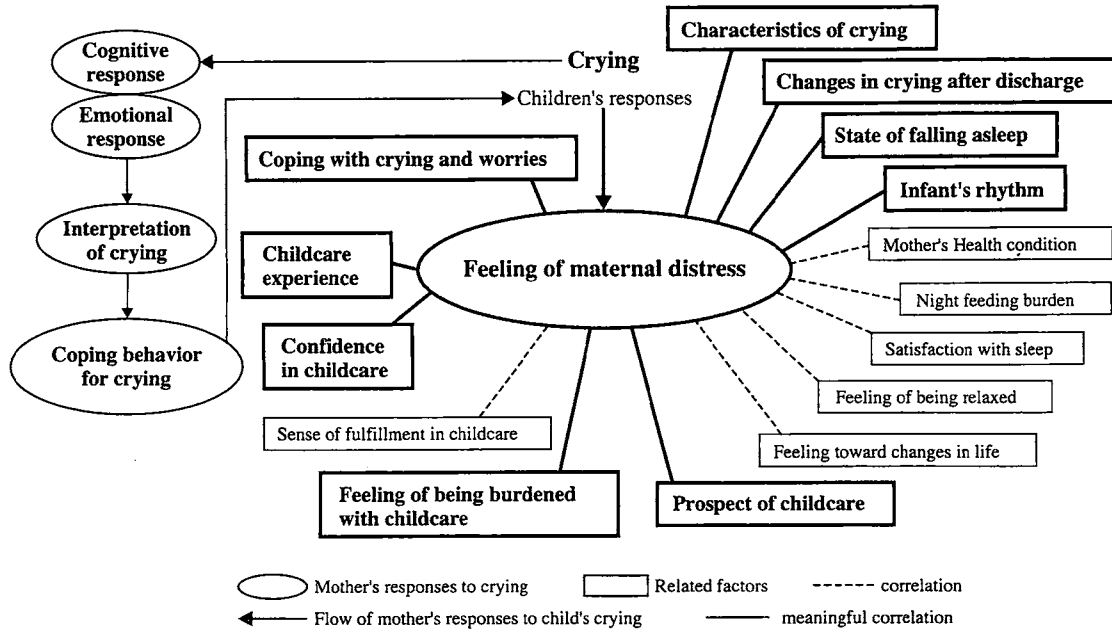 Characteristics of crying
Cognitive
response
Crying
Changes in crying after discharge
Children's responses
Emotional
response
State of falling asleep
Coping with crying and worries
Infant's rhythm
Interpretation
of crying
Mother's Health condition
Childcare
experience
Feeling of maternal distress
Night feeding burden
Confidence
in childcare
Satisfaction with sleep
Coping behavior
for crying
Feeling of being relaxed
Sense of fulfillment in childcare
Feeling toward changes in life
Feeling of being burdened
with childcare
Prospect of childcare
Mother's responses to crying
Related factors
correlation
Flow of mother's responses to child's crying
meaningful correlation